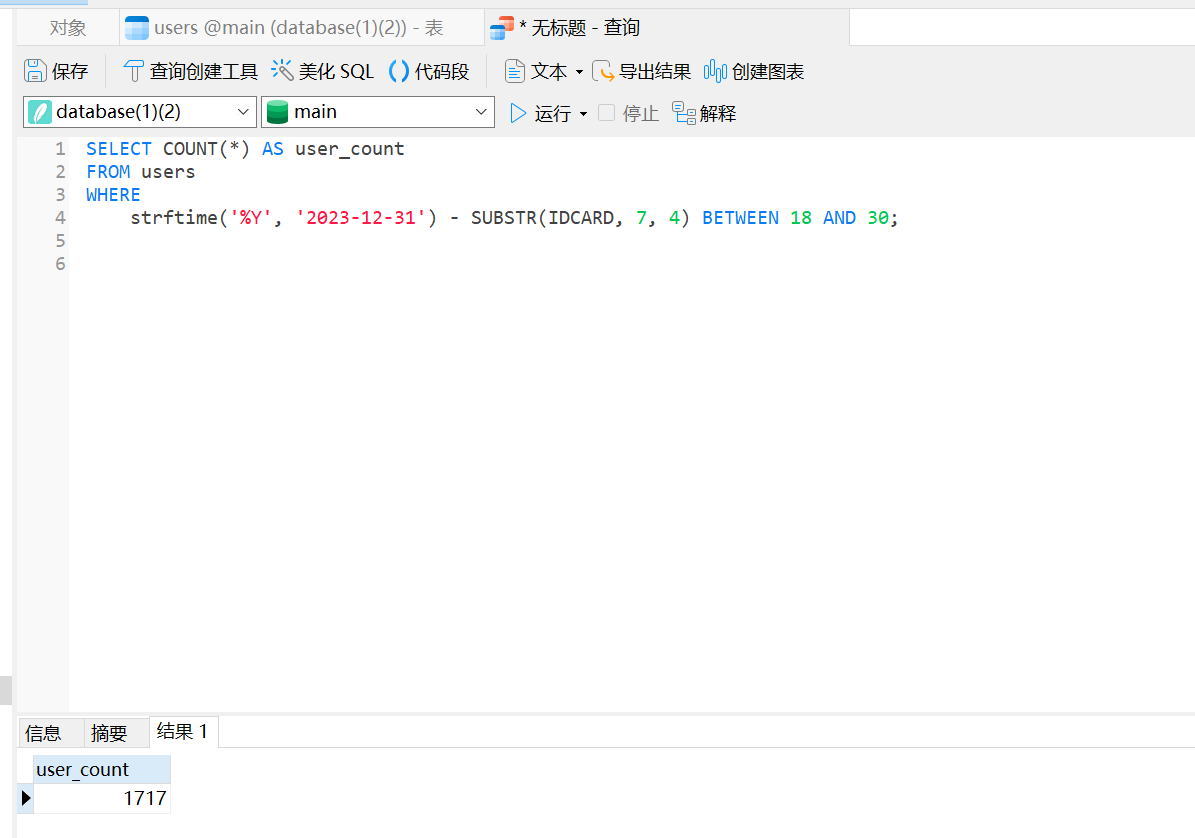 对象 users @main (database(1)(2)) - 表 * 无标题 - 查询
保存 查询创建工具 美化 SQL 代码段 文本 导出结果 创建图表
database(1)(2) main 运行 停止 解释
1 SELECT COUNT(*) AS user_count
2 FROM users
3 WHERE
4 strftime('%Y', '2023-12-31') - SUBSTR(IDCARD, 7, 4) BETWEEN 18 AND 30;
5
6
信息 摘要 结果 1
user_count
1717